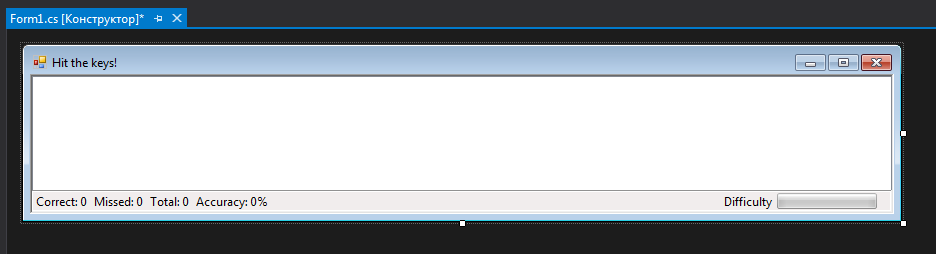 Form1.cs [Конструктор]*
Hit the keys!
Correct: 0 Missed: 0 Total: 0 Accuracy: 0% Difficulty